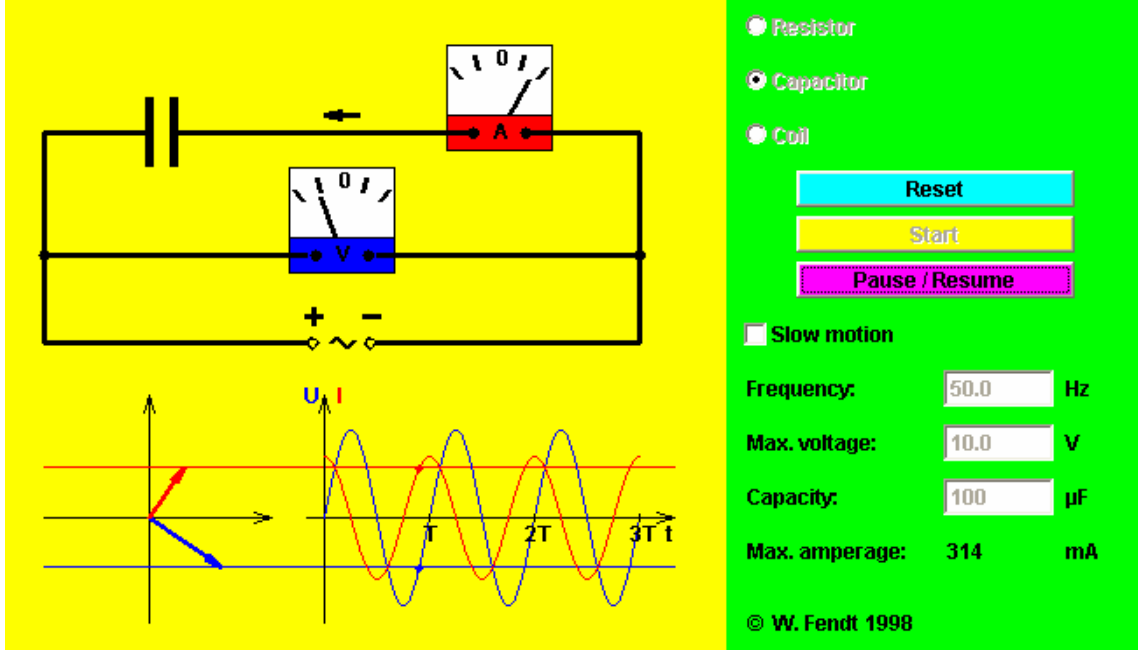 0
A
0
V
+ −
~
U I
T 2T 3T t
Resistor
Capacitor
Coil
Reset
Start
Pause / Resume
Slow motion
Frequency: 50.0 Hz
Max. voltage: 10.0 V
Capacity: 100 µF
Max. amperage: 314 mA
© W. Fendt 1998